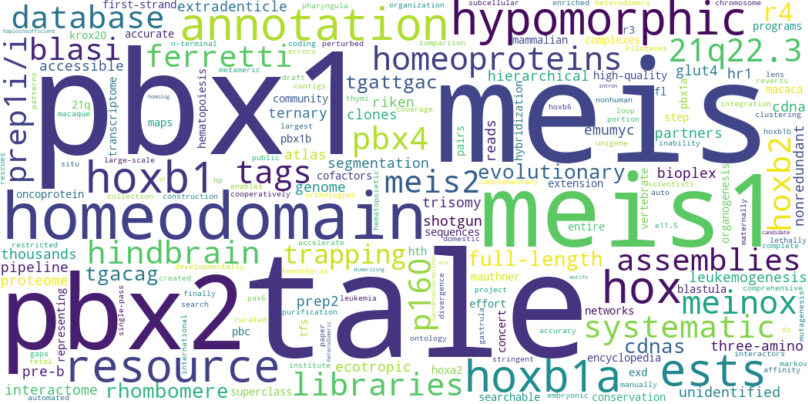 database
extradenticle
pharyngula
organization
subcellular
enriched
heterodimers
chromosome
haploinsufficient
errors
n-terminal
coding
perturbed
kilobases
annotation
hypomorphic
r4
programs
krox20
accurate
comparison
mammalian
complexes
r3
blasi
ferretti
homeoproteins
21q22.3
accessible
metameric
draft
contigs
thymi
hierarchical
high-quality
glut4
hr1
lens
reverts
prep1i/i
pbx1
meis
patterns
21q
macaque
transcriptome
maps
hematopoiesis
community
pbx1b
largest
tgattgac
riken
ternary
clones
homolog
coverage
pairs
reads
hybridization
intron
hoxb6
fl
nonhuman
loop
portion
unigene
pbx1a
step
macaca
cdna
integration
clustering
hoxb1d
inability
emumyc
partners
rescues
situ
large-scale
public
atlas
pbx4
segmentation
hoxb1
tags
genome
cofactors
meis2
evolutionary
bioplex
hoxb2
nonredundant
oncoprotein
collection
construction
bp
enables
orthologues
cooperatively
hematopoietic
complementary
trisomy
extension
entire
vertebrate
scientists
auto
e11.5
organogenesis
maternally
candidate
lethally
homeodomain
meis1
shotgun
sequences
domestic
restricted
accelerate
hth
hindbrain
trapping
full-length
assemblies
thousands
pipeline
proteome
tgacag
developmentally
created
homothorax
dimerizing
p160
am
divergence
mauthner
project
effort
blastula
leukemogenesis
complete
comprehensive
hox
meinox
networks
concert
gastrula
accuracy
pbx2
tale
representing
single-pass
finally
search
international
pax6
curated
purification
prep2
leukemia
tfs
paper
heterodimeric
systematic
three-amino
motifs
ds
mutagenesis
interactors
pre-b
resource
pbc
institute
ontology
stringent
cdnas
encyclopedia
markov
affinity
gaps
fetal
interactome
rhombomere
ecotropic
hoxa2
hoxb1a
exd
manually
ests
unidentified
automated
superclass
libraries
searchable
embryonic
conservation
first-strand